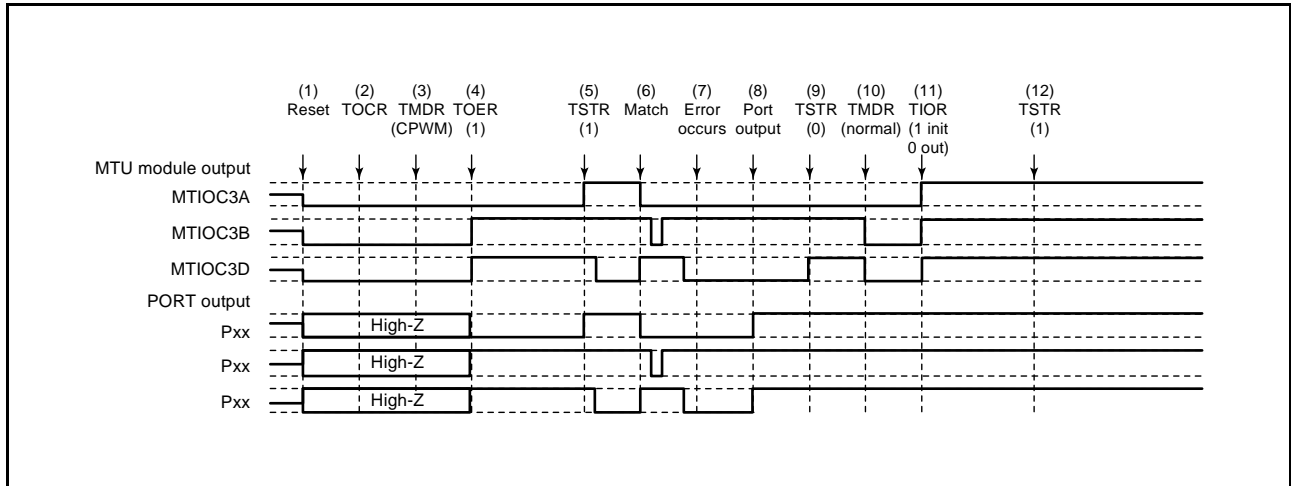 (1) (2) (3) (4) (5) (6) (7) (8) (9) (10) (11) (12)
Reset TOCR TMDR TOER TSTR Match Error Port TSTR TMDR TIOR TSTR
(CPWM) (1) (1) occurs output (0) (normal) (1 init (1)
0 out)
MTU module output
MTIOC3A
MTIOC3B
MTIOC3D
PORT output
Pxx High-Z
Pxx High-Z
Pxx High-Z